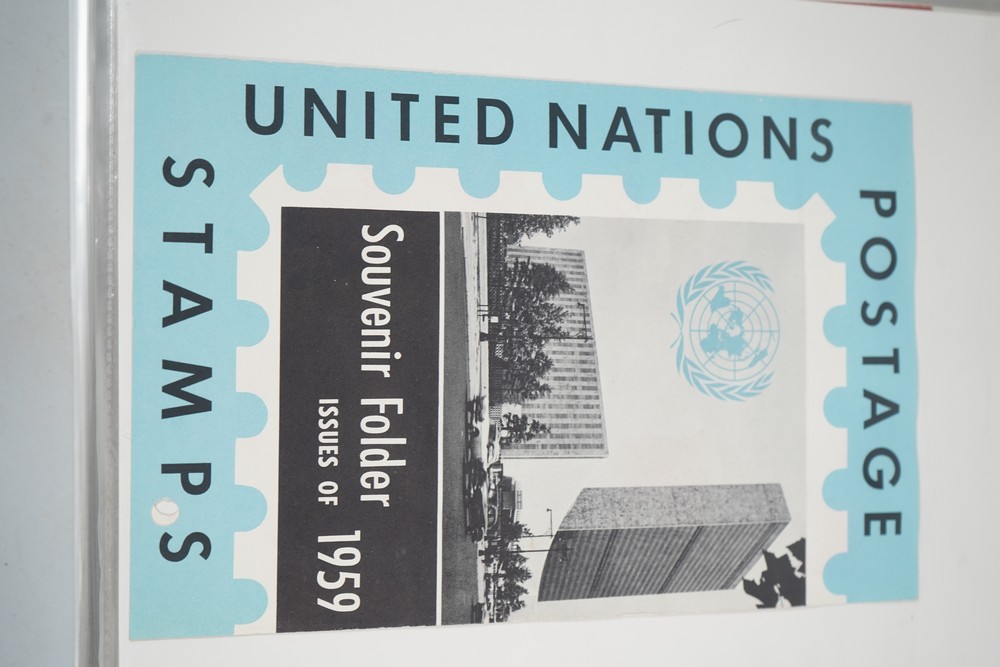 UNITED NATIONS
POSTAGE
STAMPS
Souvenir Folder
ISSUES OF 1959